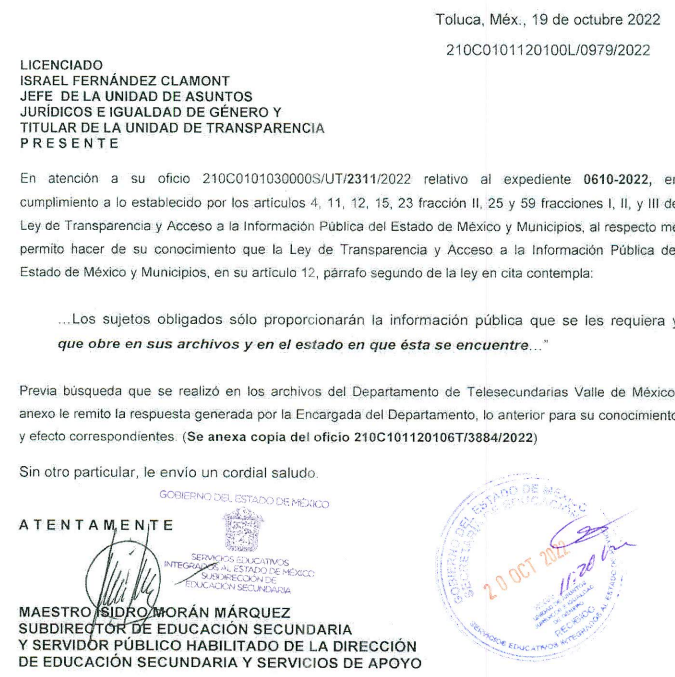 Toluca, Méx., 19 de octubre 2022
210C0101120100L/0979/2022
LICENCIADO
ISRAEL FERNÁNDEZ CLAMONT
JEFE DE LA UNIDAD DE ASUNTOS
JURÍDICOS E IGUALDAD DE GÉNERO Y
TITULAR DE LA UNIDAD DE TRANSPARENCIA
P R E S E N T E
En atención a su oficio 210C0101030000S/UT/2311/2022 relativo al expediente 0610-2022, en
cumplimiento a lo establecido por los artículos 4, 11, 12, 15, 23 fracción II, 25 y 59 fracciones I, II, y III de
Ley de Transparencia y Acceso a la Información Pública del Estado de México y Municipios, al respecto me
permito hacer de su conocimiento que la Ley de Transparencia y Acceso a la Información Pública de
Estado de México y Municipios, en su artículo 12, párrafo segundo de la ley en cita contempla:
...Los sujetos obligados sólo proporcionarán la información pública que se les requiera y
que obre en sus archivos y en el estado en que ésta se encuentre..."
Previa búsqueda que se realizó en los archivos del Departamento de Telesecundarias Valle de México
anexo le remito la respuesta generada por la Encargada del Departamento, lo anterior para su conocimiento
y efecto correspondientes. (Se anexa copia del oficio 210C101120106T/3884/2022)
Sin otro particular, le envío un cordial saludo.
GOBIERNO DEL ESTADO DE MÉXICO
A T E N T A M E N T E
SERVICIOS EDUCATIVOS
INTEGRADOS AL ESTADO DE MÉXICO
SUBDIRECCIÓN DE
EDUCACIÓN SECUNDARIA
GOBIERNO DEL ESTADO DE MÉXICO
SECRETARÍA DE EDUCACIÓN
20 OCT 2022
11:20
UNIDAD DE ASUNTOS
JURÍDICOS E IGUALDAD
DE GÉNERO
RECIBIDO
SERVICIOS EDUCATIVOS INTEGRADOS AL ESTADO DE
MAESTRO ISIDRO MORÁN MÁRQUEZ
SUBDIRECTOR DE EDUCACIÓN SECUNDARIA
Y SERVIDOR PÚBLICO HABILITADO DE LA DIRECCIÓN
DE EDUCACIÓN SECUNDARIA Y SERVICIOS DE APOYO